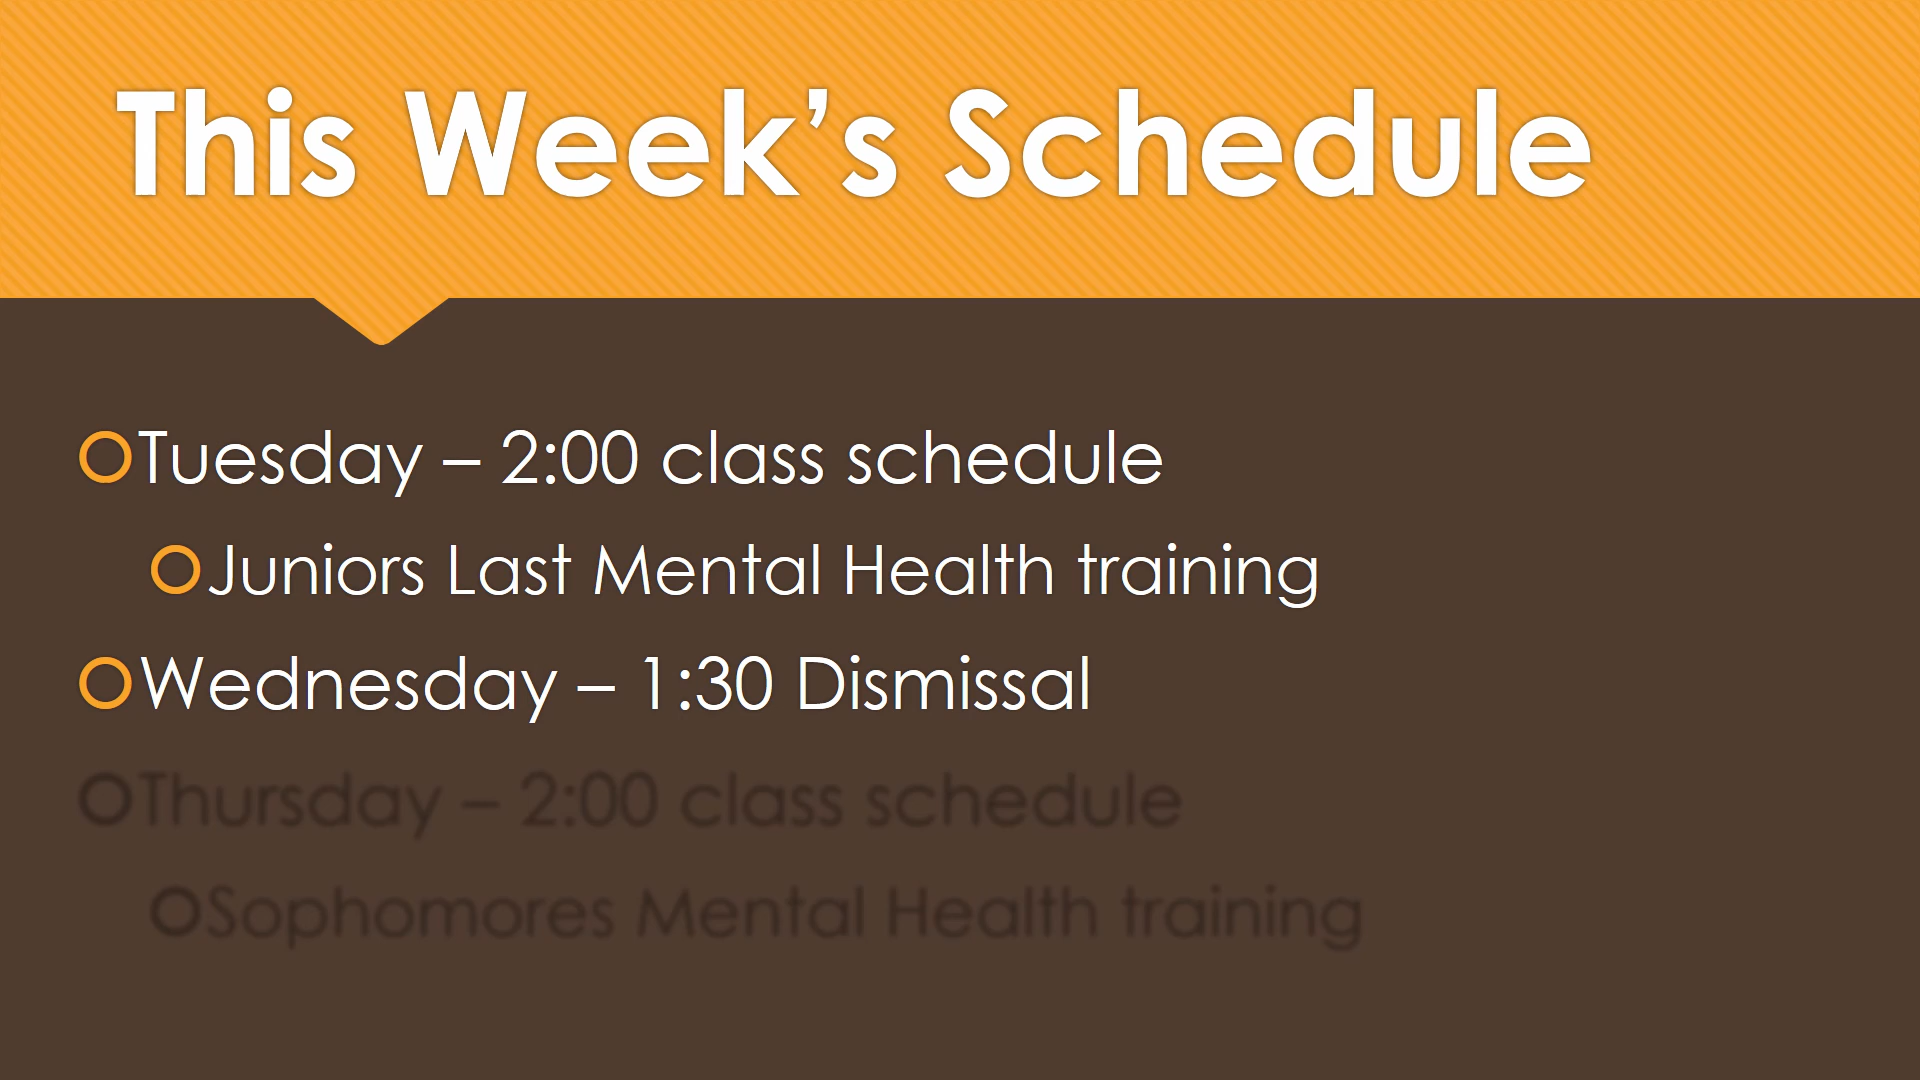 This Week’s Schedule
Tuesday – 2:00 class schedule
Juniors Last Mental Health training
Wednesday – 1:30 Dismissal
Thursday – 2:00 class schedule
Sophomores Mental Health training